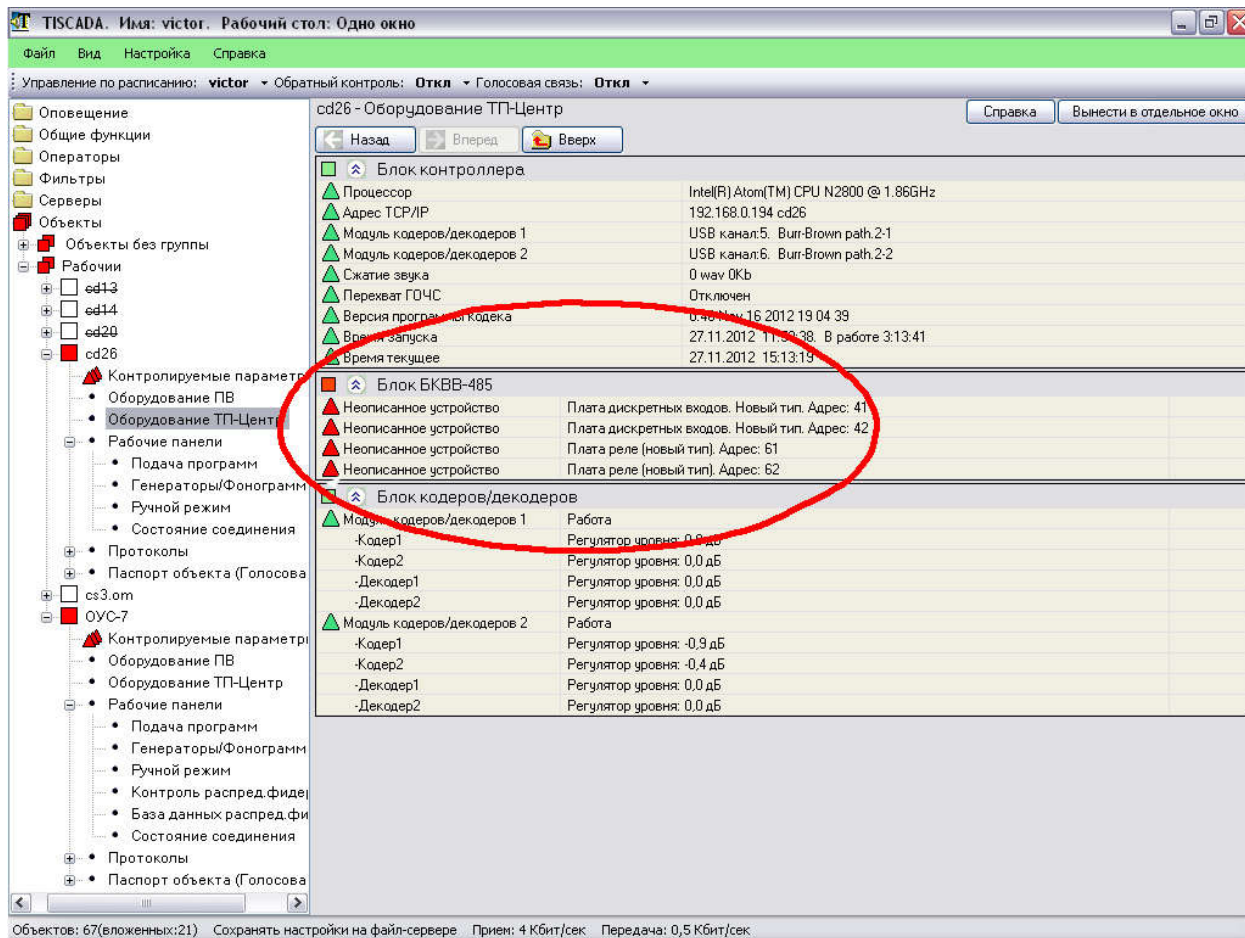 TISCADA. Имя: victor. Рабочий стол: Одно окно
Файл Вид Настройка Справка
Управление по расписанию: victor Обратный контроль: Откл Голосовая связь: Откл
Оповещение
Общие функции
Операторы
Фильтры
Серверы
Объекты
Объекты без группы
Рабочии
cd13
cd14
cd20
cd26
Контролируемые параметр
Оборудование ПВ
Оборудование ТП-Центр
Рабочие панели
Подача программ
Генераторы/Фонограмм
Ручной режим
Состояние соединения
Протоколы
Паспорт объекта (Голосова
cs3.om
ОУС-7
Контролируемые параметры
Оборудование ПВ
Оборудование ТП-Центр
Рабочие панели
Подача программ
Генераторы/Фонограмм
Ручной режим
Контроль распред.фидер
База данных распред.фи
Состояние соединения
Протоколы
Паспорт объекта (Голосова
cd26 - Оборудование ТП-Центр Справка Вынести в отдельное окно
Назад Вперед Вверх
Блок контроллера
Процессор Intel(R) Atom(TM) CPU N2800 @ 1.86GHz
Адрес TCP/IP 192.168.0.194 cd26
Модуль кодеров/декодеров 1 USB канал:5. Burr-Brown path.2-1
Модуль кодеров/декодеров 2 USB канал:6. Burr-Brown path.2-2
Сжатие звука 0 wav 0Kb
Перехват ГОЧС Отключен
Версия программы кодека Nov 16 2012 19 04 39
Время запуска 27.11.2012 11:59:38. В работе 3:13:41
Время текущее 27.11.2012 15:13:19
Блок БКВВ-485
Неописанное устройство Плата дискретных входов. Новый тип. Адрес: 41
Неописанное устройство Плата дискретных входов. Новый тип. Адрес: 42
Неописанное устройство Плата реле (новый тип). Адрес: 61
Неописанное устройство Плата реле (новый тип). Адрес: 62
Блок кодеров/декодеров
Модуль кодеров/декодеров 1 Работа
-Кодер1 Регулятор уровня: дБ
-Кодер2 Регулятор уровня: 0,0 дБ
-Декодер1 Регулятор уровня: 0,0 дБ
-Декодер2 Регулятор уровня: 0,0 дБ
Модуль кодеров/декодеров 2 Работа
-Кодер1 Регулятор уровня: -0,9 дБ
-Кодер2 Регулятор уровня: -0,4 дБ
-Декодер1 Регулятор уровня: 0,0 дБ
-Декодер2 Регулятор уровня: 0,0 дБ
Объектов: 67(вложенных:21) Сохранять настройки на файл-сервере Прием: 4 Кбит/сек Передача: 0,5 Кбит/сек